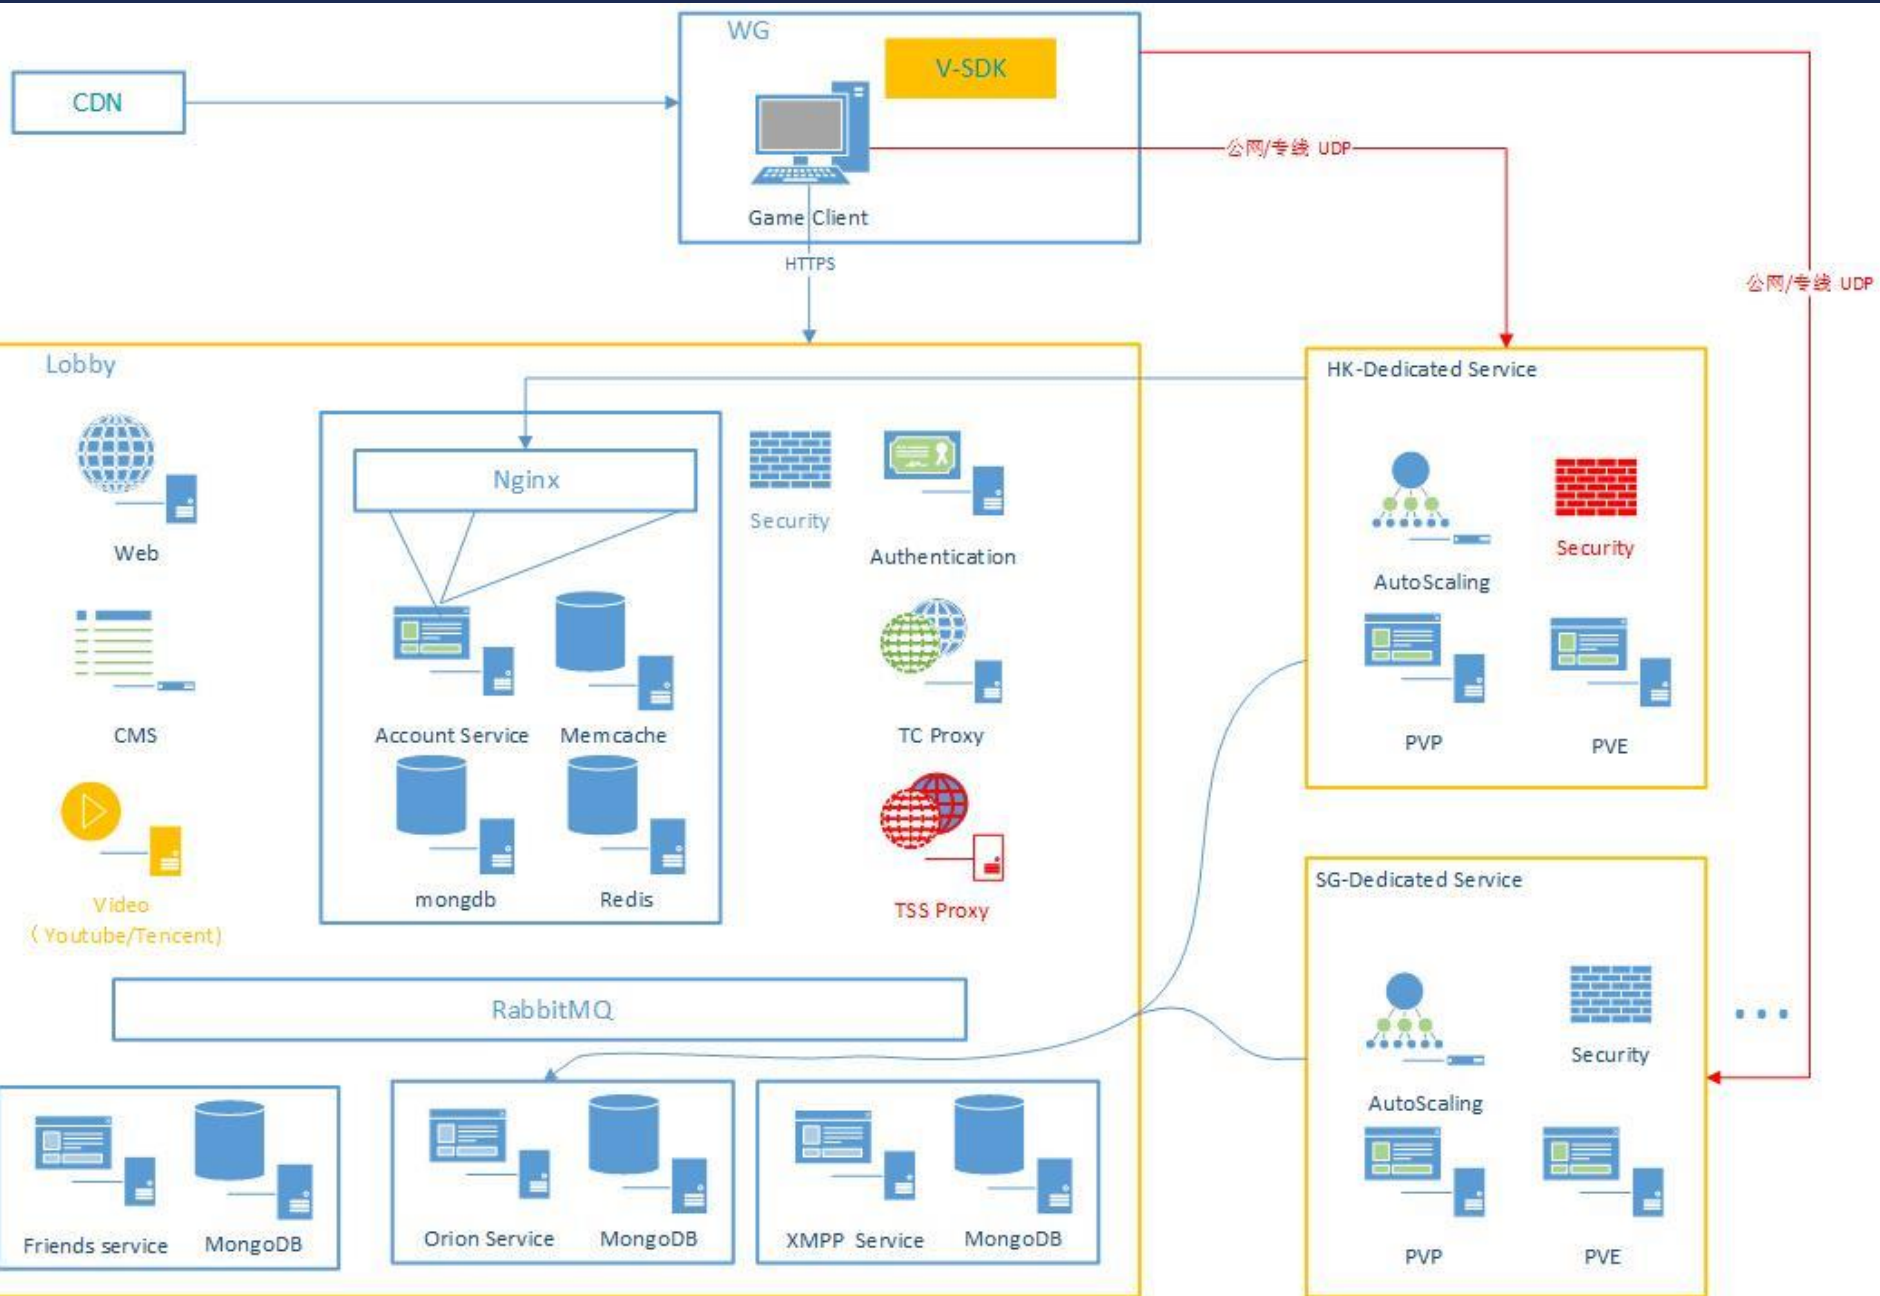 WG
V-SDK
CDN
公网/专线 UDP
Game Client
HTTPS
公网/专线 UDP
Lobby
HK-Dedicated Service
Nginx
Security
Web
Authentication
Security
AutoScaling
CMS
Account Service
Memcache
TC Proxy
PVP
PVE
Video
（Youtube/Tencent)
mongdb
Redis
TSS Proxy
SG-Dedicated Service
RabbitMQ
...
Security
AutoScaling
Friends service
MongoDB
Orion Service
MongoDB
XMPP Service
MongoDB
PVP
PVE